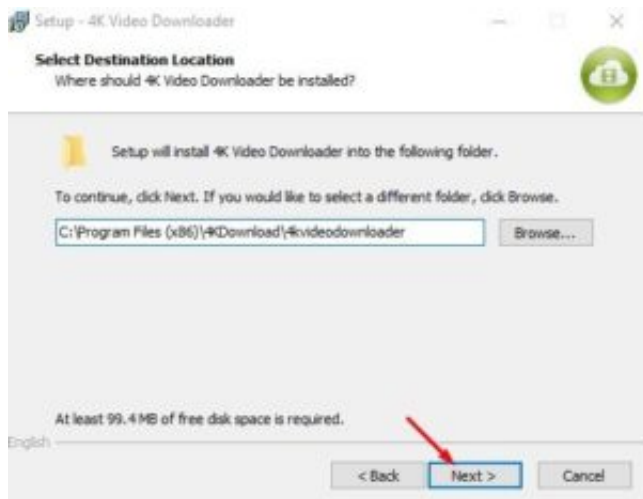 Setup - 4K Video Downloader
Select Destination Location
Where should 4K Video Downloader be installed?
Setup will install 4K Video Downloader into the following folder.
To continue, click Next. If you would like to select a different folder, click Browse.
C:\Program Files (x86)\4KDownload\4kvideodownloader
Browse...
At least 99.4 MB of free disk space is required.
English
< Back
Next >
Cancel